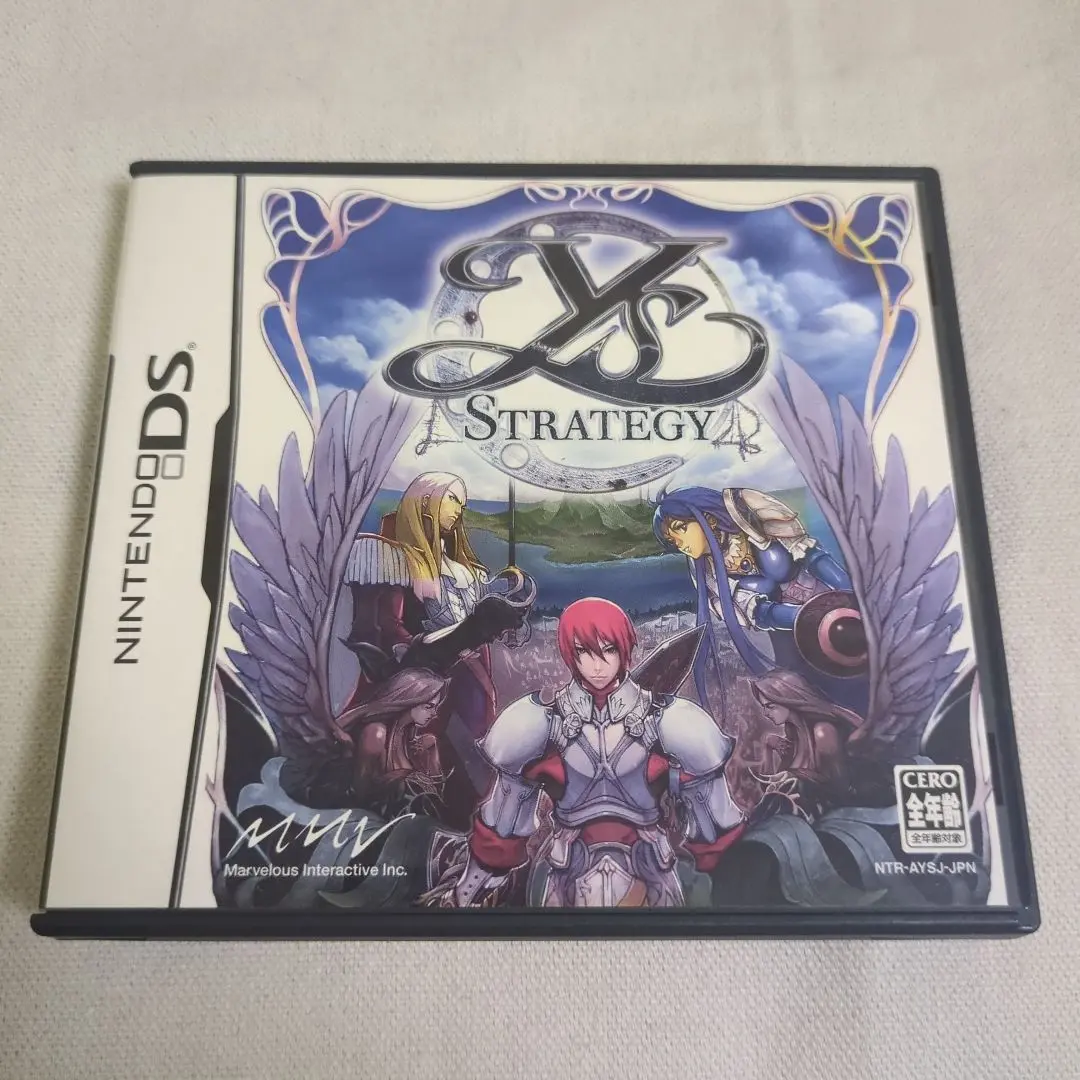 NINTENDO DS®
Ys
STRATEGY
MMV
Marvelous Interactive Inc.
CERO
全年齢
全年齢対象
NTR-AYSJ-JPN